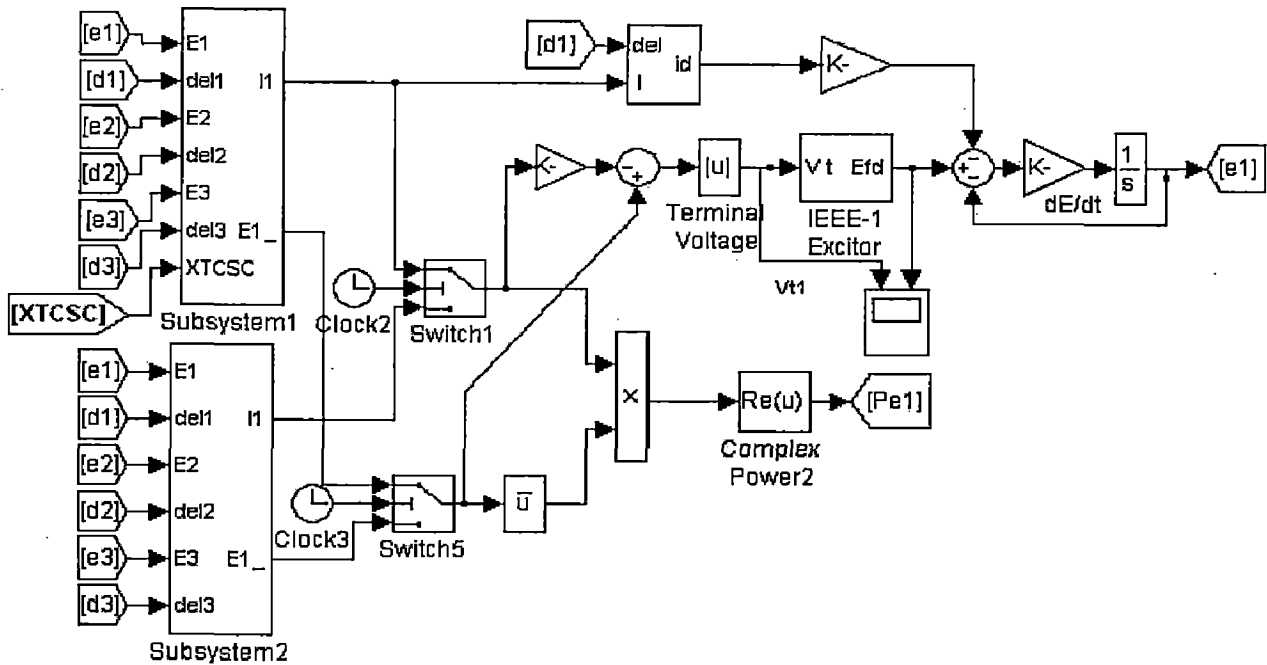 [e1]
[d1]
[e2]
[d2]
[e3]
[d3]
[XTCSC]
E1
del1
E2
del2
E3
del3
XTCSC
I1
E1_
Subsystem1
[d1]
del
I
id
K-
K-
- +
|u|
Terminal
Voltage
Vt Efd
IEEE-1
Excitor
+ - -
K-
dE/dt
1
s
[e1]
Vt1
Clock2
Switch1
[e1]
[d1]
[e2]
[d2]
[e3]
[d3]
E1
del1
E2
del2
E3
del3
I1
E1_
Subsystem2
Clock3
Switch5
u
X
Re(u)
Complex
Power2
[Pe1]